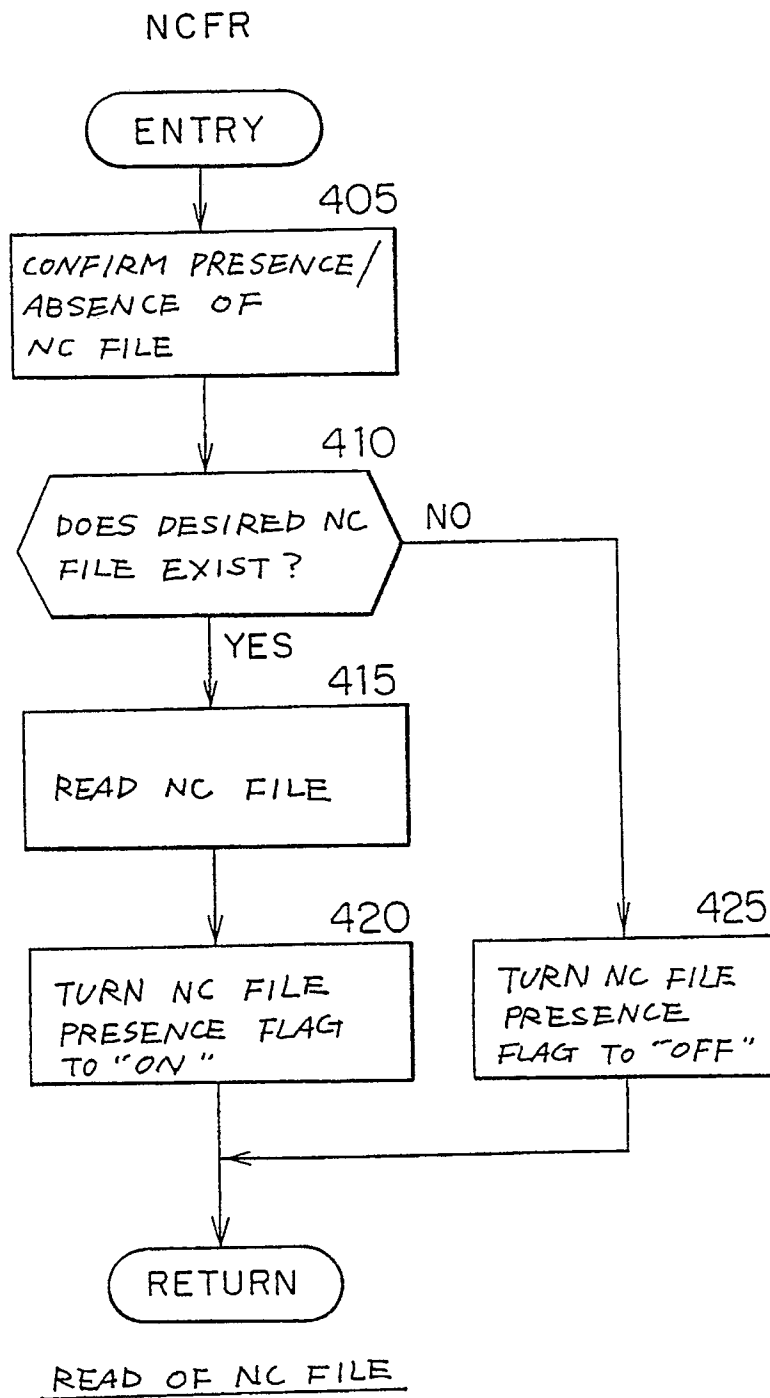 NCFR
ENTRY
405
CONFIRM PRESENCE/
ABSENCE OF
NC FILE
410
DOES DESIRED NC
FILE EXIST?
NO
YES
415
READ NC FILE
420
TURN NC FILE
PRESENCE FLAG
TO "ON"
425
TURN NC FILE
PRESENCE
FLAG TO "OFF"
RETURN
READ OF NC FILE